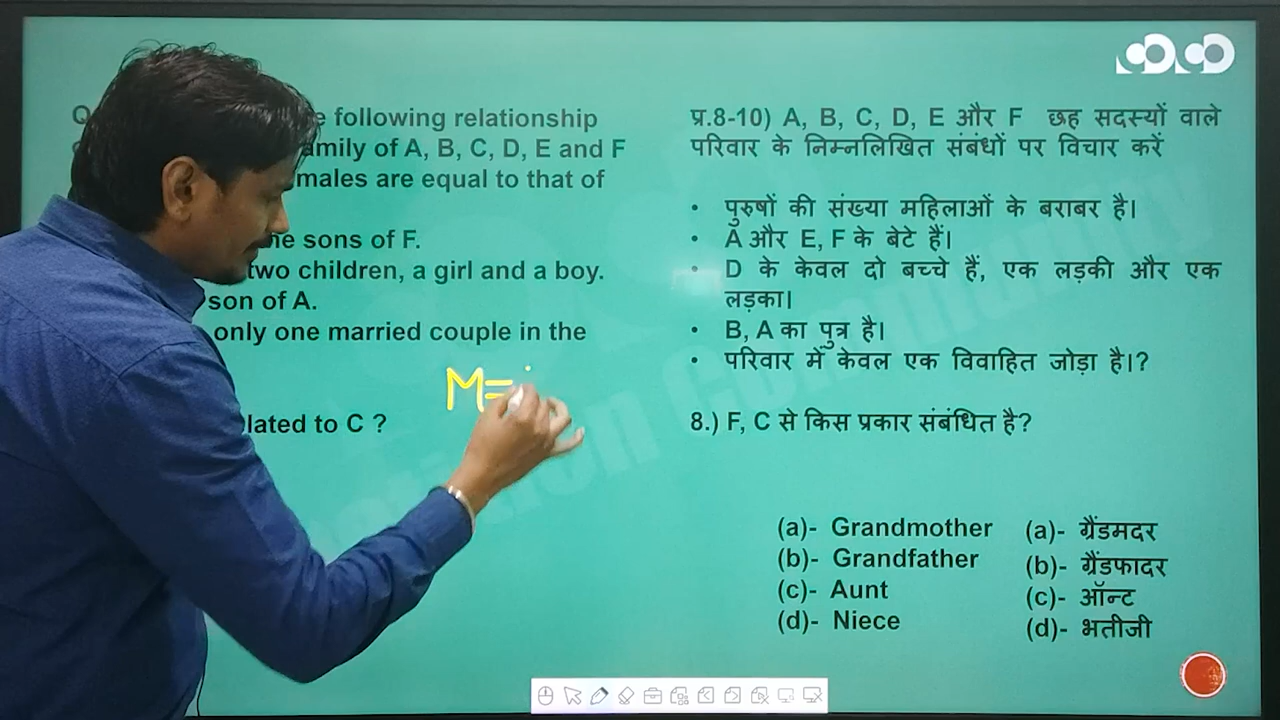 Q
e following relationship
amily of A, B, C, D, E and F
males are equal to that of
he sons of F.
two children, a girl and a boy.
son of A.
only one married couple in the
lated to C ?
M=
प्र.8-10) A, B, C, D, E और F छह सदस्यों वाले
परिवार के निम्नलिखित संबंधों पर विचार करें
• पुरुषों की संख्या महिलाओं के बराबर है।
• A और E, F के बेटे हैं।
• D के केवल दो बच्चे हैं, एक लड़की और एक
लड़का।
• B, A का पुत्र है।
• परिवार में केवल एक विवाहित जोड़ा है।?
8.) F, C से किस प्रकार संबंधित है?
(a)- Grandmother (a)- ग्रैंडमदर
(b)- Grandfather (b)- ग्रैंडफादर
(c)- Aunt (c)- ऑन्ट
(d)- Niece (d)- भतीजी